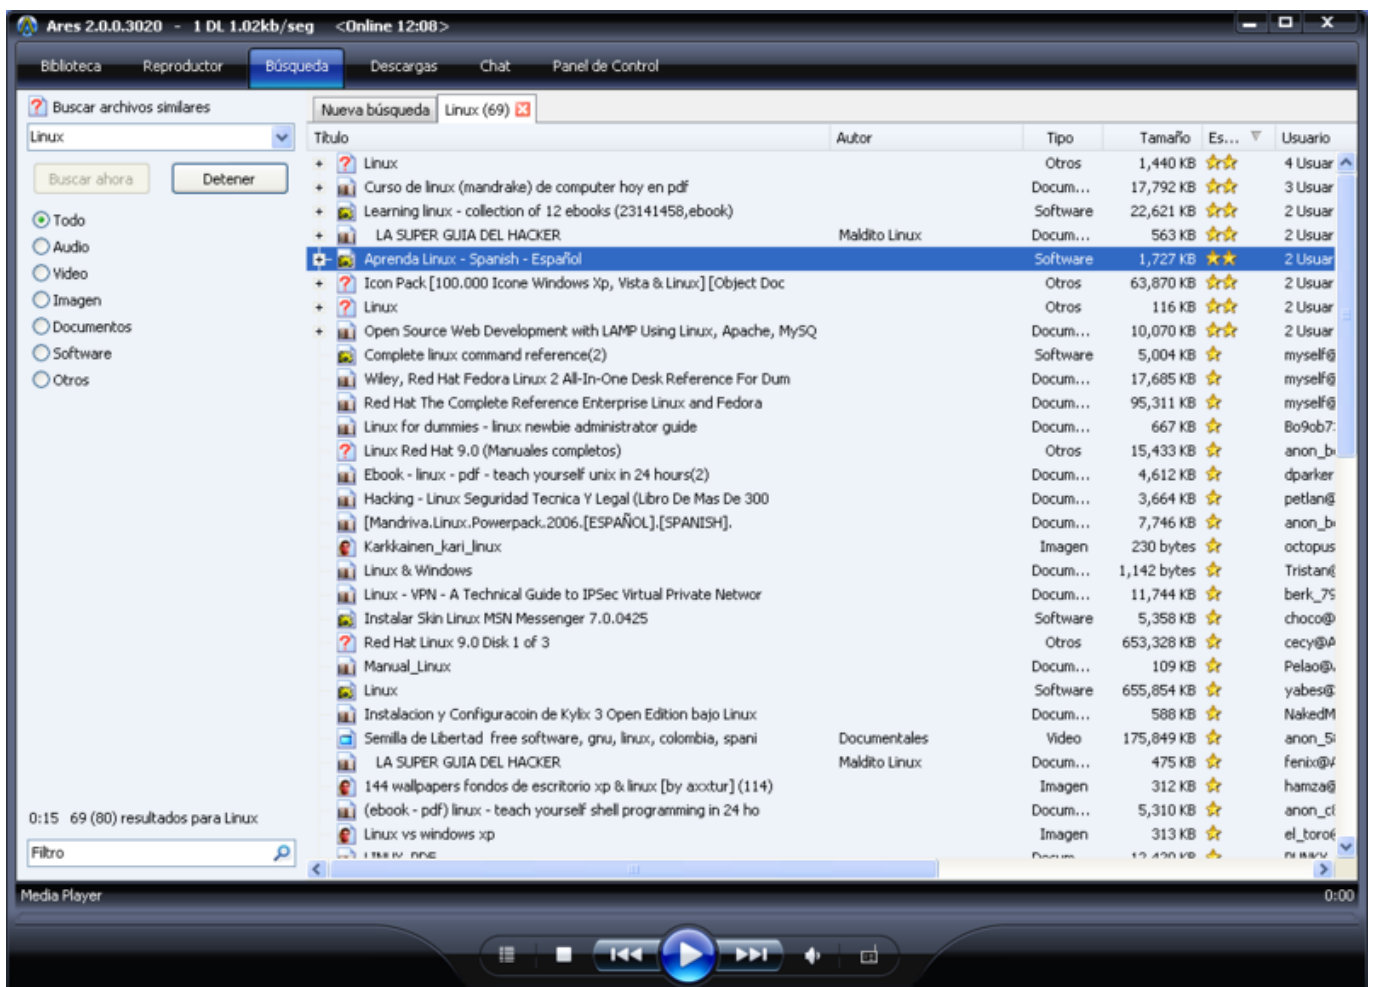 Ares 2.0.0.3020 - 1 DL 1.02kb/seg <Online 12:08>
Biblioteca Reproductor Búsqueda Descargas Chat Panel de Control
Buscar archivos similares
Nueva búsqueda Linux (69)
Linux
Título Autor Tipo Tamaño Es... Usuario
Buscar ahora Detener
Todo
Audio
Video
Imagen
Documentos
Software
Otros
Linux Otros 1,440 KB 4 Usuar
Curso de linux (mandrake) de computer hoy en pdf Docum... 17,792 KB 3 Usuar
Learning linux - collection of 12 ebooks (23141458,ebook) Software 22,621 KB 2 Usuar
LA SUPER GUIA DEL HACKER Maldito Linux Docum... 563 KB 2 Usuar
Aprenda Linux - Spanish - Español Software 1,727 KB 2 Usuar
Icon Pack [100.000 Icone Windows Xp, Vista & Linux] [Object Doc Otros 63,870 KB 2 Usuar
Linux Otros 116 KB 2 Usuar
Open Source Web Development with LAMP Using Linux, Apache, MySQ Docum... 10,070 KB 2 Usuar
Complete linux command reference(2) Software 5,004 KB myself@
Wiley, Red Hat Fedora Linux 2 All-In-One Desk Reference For Dum Docum... 17,685 KB myself@
Red Hat The Complete Reference Enterprise Linux and Fedora Docum... 95,311 KB myself@
Linux for dummies - linux newbie administrator guide Docum... 667 KB Bo9ob7
Linux Red Hat 9.0 (Manuales completos) Otros 15,433 KB anon_b
Ebook - linux - pdf - teach yourself unix in 24 hours(2) Docum... 4,612 KB dparker
Hacking - Linux Seguridad Tecnica Y Legal (Libro De Mas De 300 Docum... 3,664 KB petlan@
[Mandriva.Linux.Powerpack.2006.[ESPAÑOL].[SPANISH]. Docum... 7,746 KB anon_b
Karkkainen_kari_linux Imagen 230 bytes octopus
Linux & Windows Docum... 1,142 bytes Tristan@
Linux - VPN - A Technical Guide to IPSec Virtual Private Networ Docum... 11,744 KB berk_79
Instalar Skin Linux MSN Messenger 7.0.0425 Software 5,358 KB choco@
Red Hat Linux 9.0 Disk 1 of 3 Otros 653,328 KB cecy@A
Manual_Linux Docum... 109 KB Pelao@
Linux Software 655,854 KB yabes@
Instalacion y Configuracoin de Kylix 3 Open Edition bajo Linux Docum... 588 KB NakedM
Semilla de Libertad free software, gnu, linux, colombia, spani Documentales Video 175,849 KB anon_5
LA SUPER GUIA DEL HACKER Maldito Linux Docum... 475 KB fenix@
144 wallpapers fondos de escritorio xp & linux [by axxtur] (114) Imagen 312 KB hamza@
(ebook - pdf) linux - teach yourself shell programming in 24 ho Docum... 5,310 KB anon_c
Linux vs windows xp Imagen 313 KB el_toro
0:15 69 (80) resultados para Linux
Filtro
Media Player 0:00